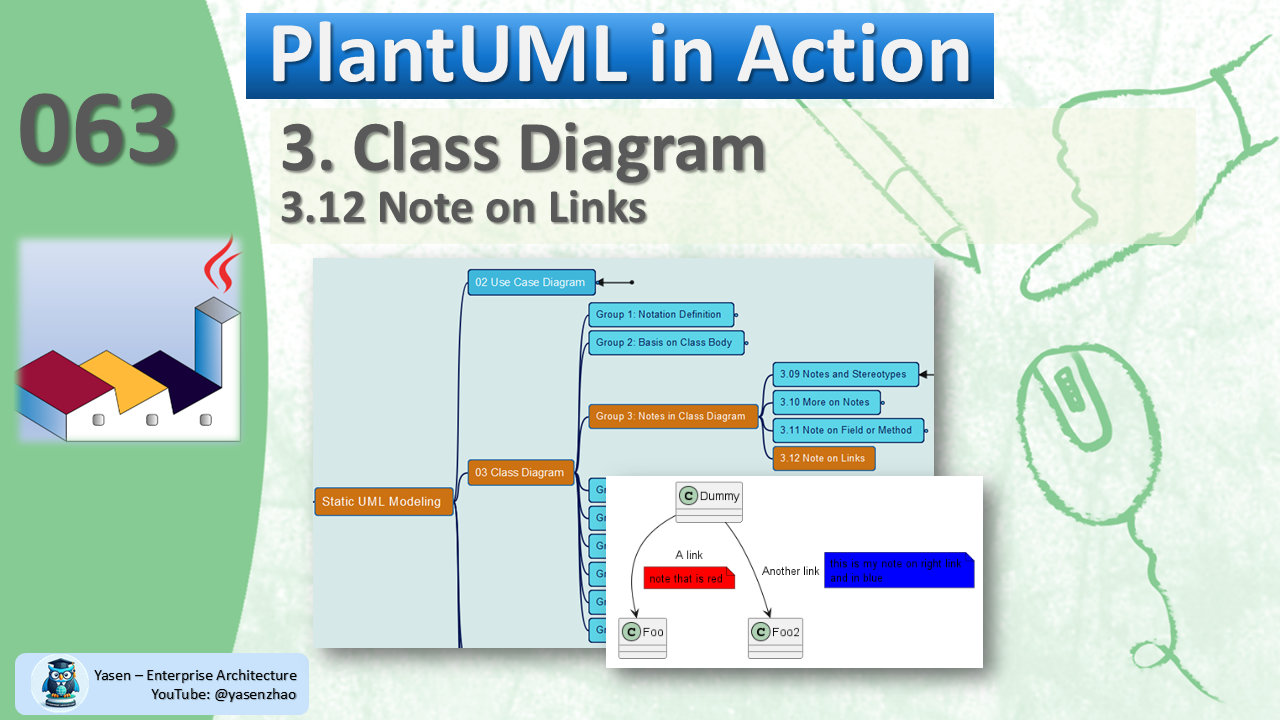 PlantUML in Action
063
3. Class Diagram
3.12 Note on Links
02 Use Case Diagram
Group 1: Notation Definition
Group 2: Basis on Class Body
3.09 Notes and Stereotypes
3.10 More on Notes
Group 3: Notes in Class Diagram
3.11 Note on Field or Method
3.12 Note on Links
03 Class Diagram
Static UML Modeling
Gr
Gr
Gr
Gr
Gr
Gr
C Dummy
A link
note that is red
Another link
this is my note on right link
and in blue
C Foo
C Foo2
Yasen – Enterprise Architecture
YouTube: @yasenzhao